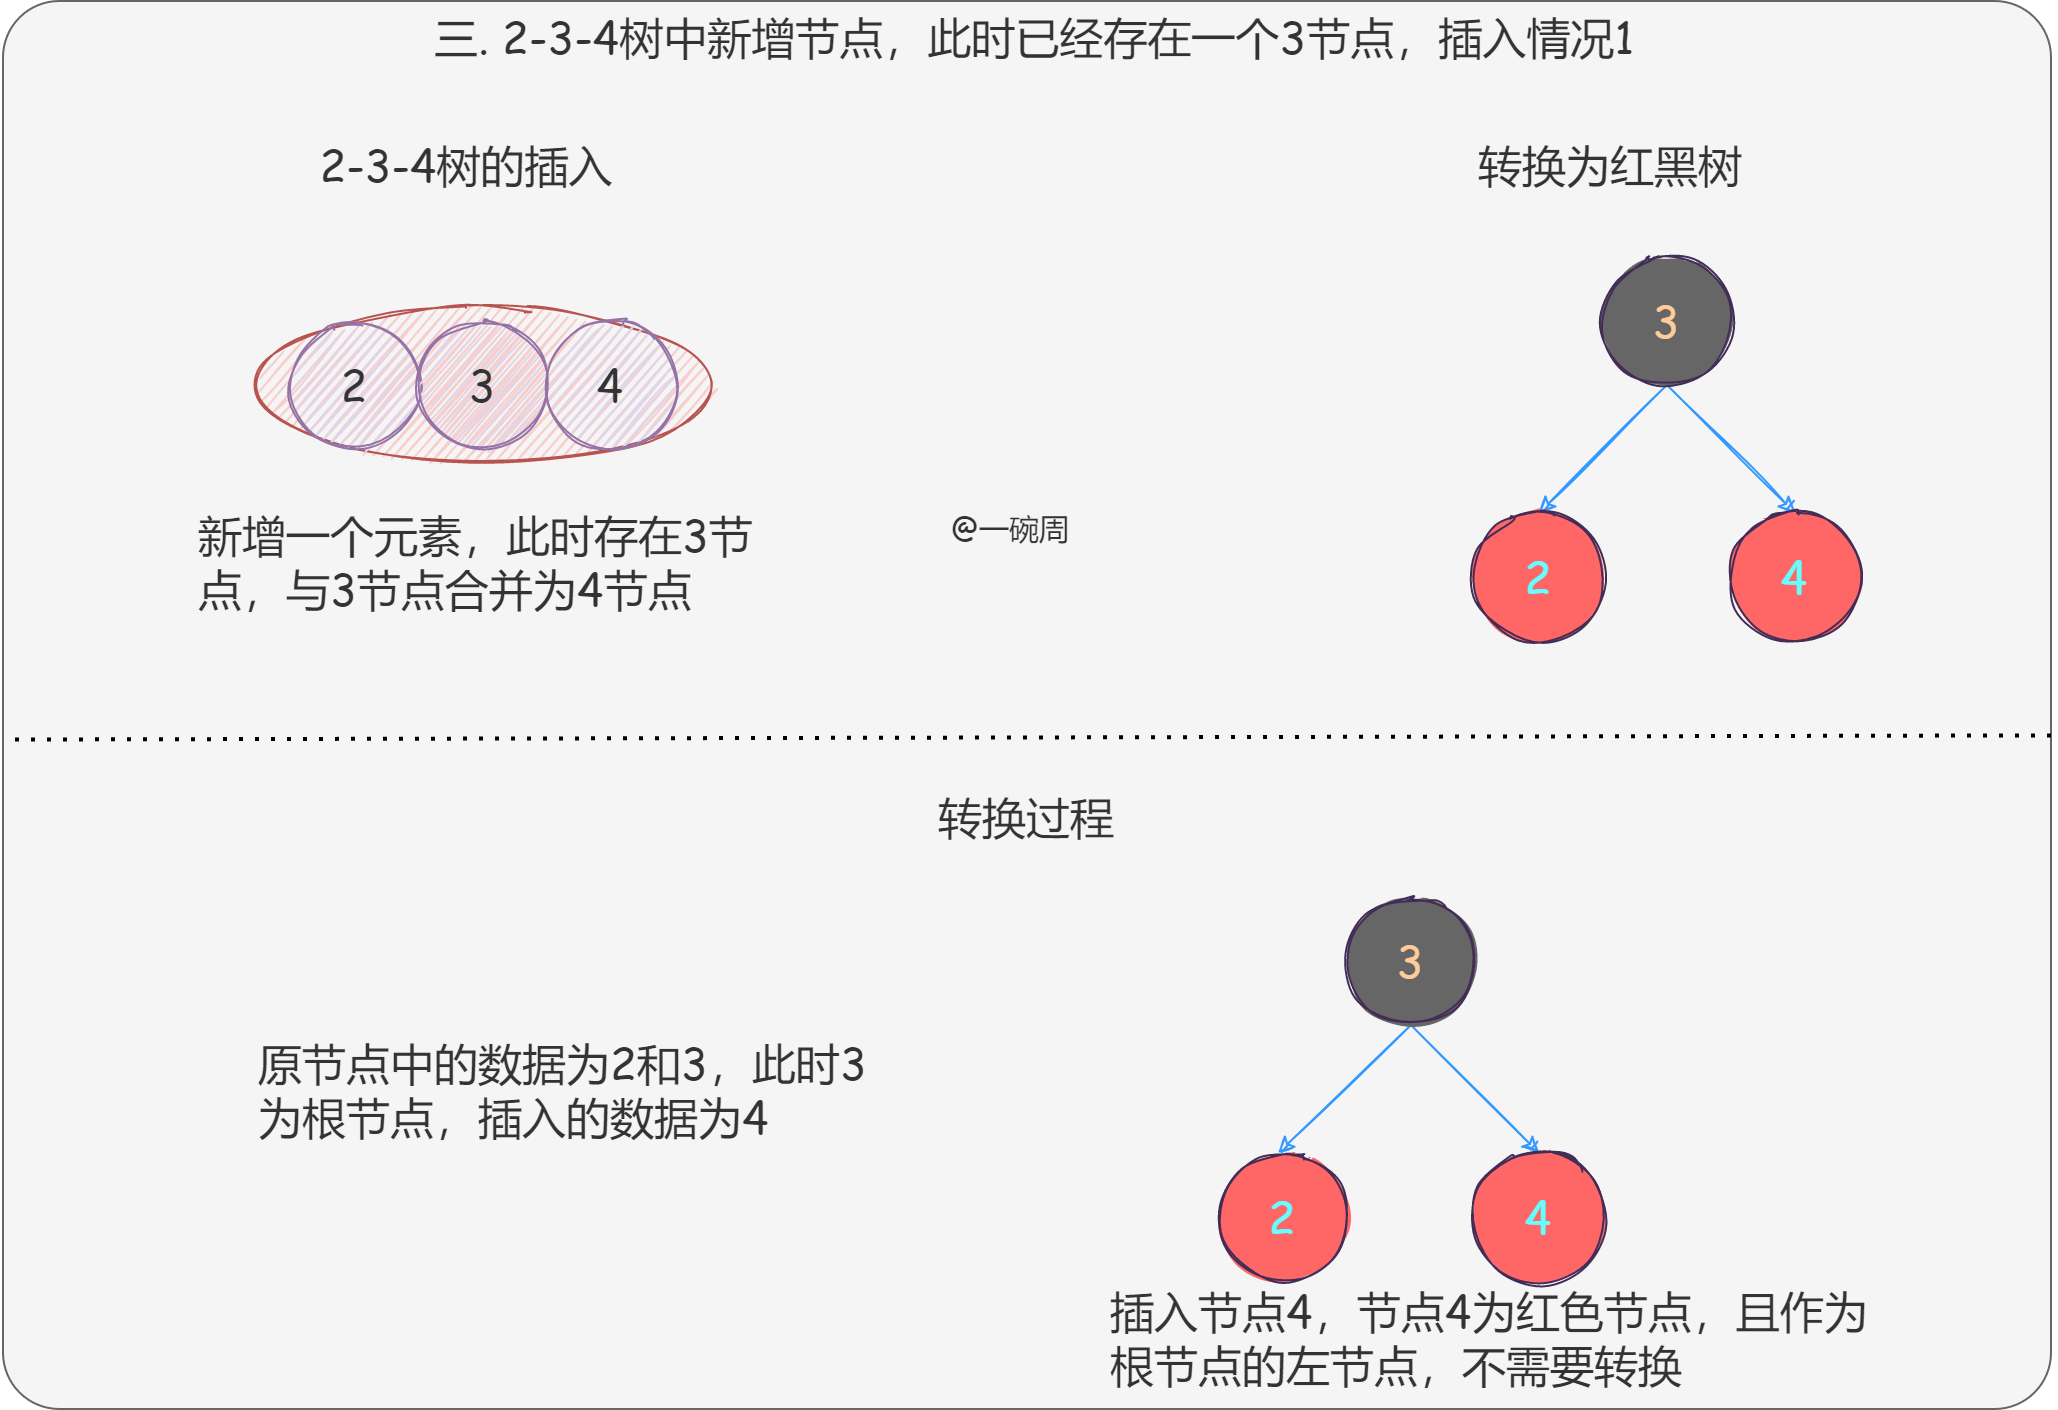 三. 2-3-4树中新增节点，此时已经存在一个3节点，插入情况1
2-3-4树的插入
转换为红黑树
3
2
3
4
新增一个元素，此时存在3节
点，与3节点合并为4节点
@一碗周
2
4
转换过程
3
原节点中的数据为2和3，此时3
为根节点，插入的数据为4
2
4
插入节点4，节点4为红色节点，且作为
根节点的左节点，不需要转换